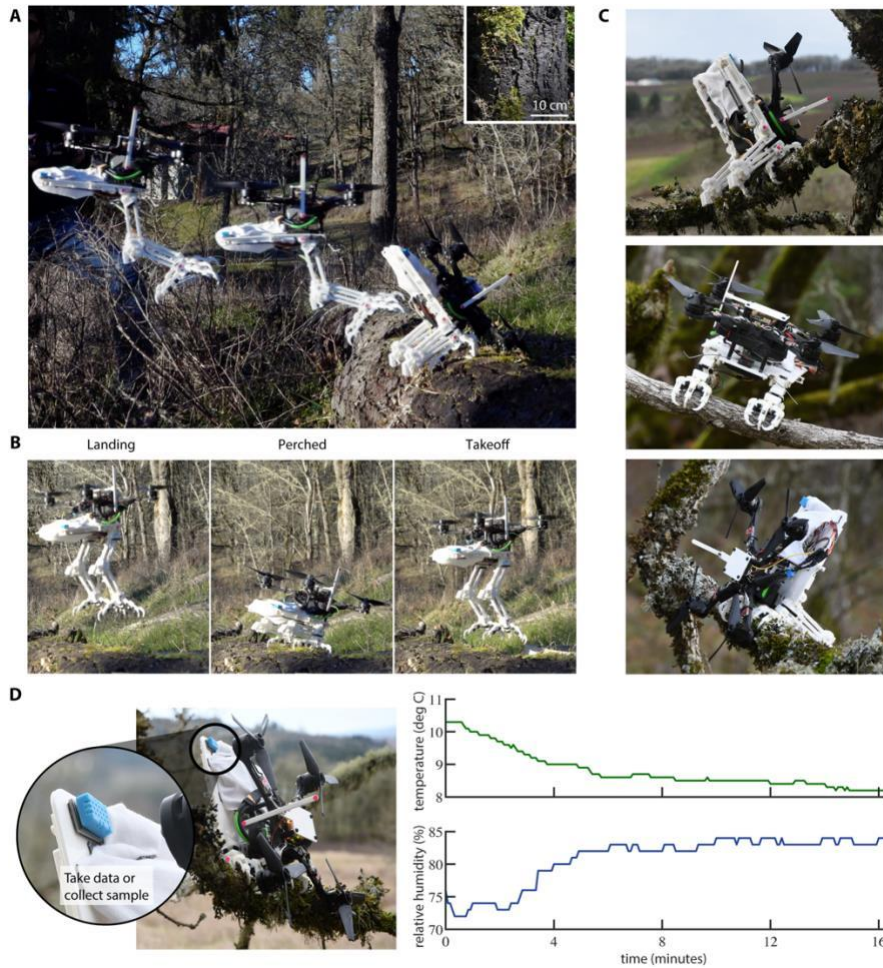 A
10 cm
C
B
Landing
Perched
Takeoff
D
Take data or
collect sample
temperature (deg C)
11
10
9
8
relative humidity (%)
85
80
75
70
0
4
8
12
16
time (minutes)